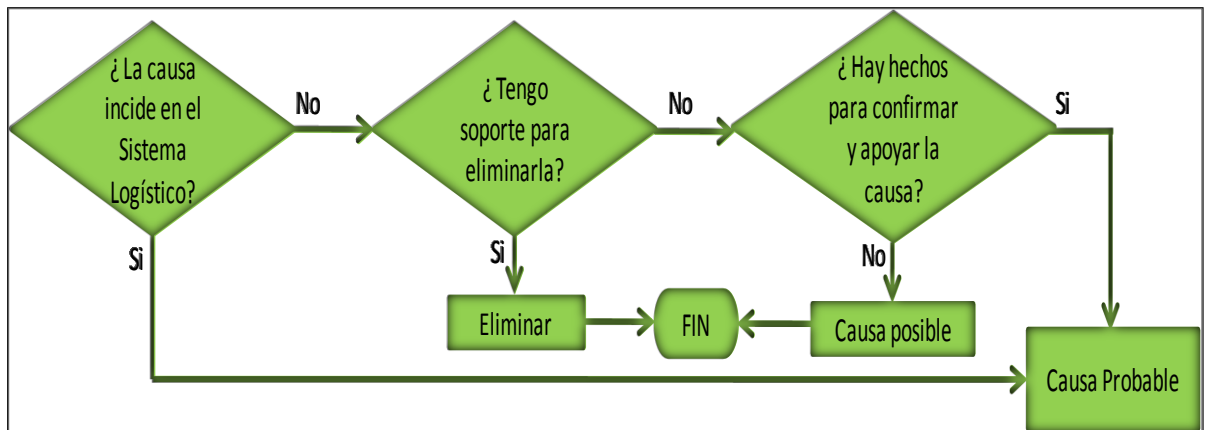 ¿ La causa
incide en el
Sistema
Logístico?
No
¿ Tengo
soporte para
eliminarla?
No
¿ Hay hechos
para confirmar
y apoyar la
causa?
Si
Si
Si
No
Eliminar
FIN
Causa posible
Causa Probable